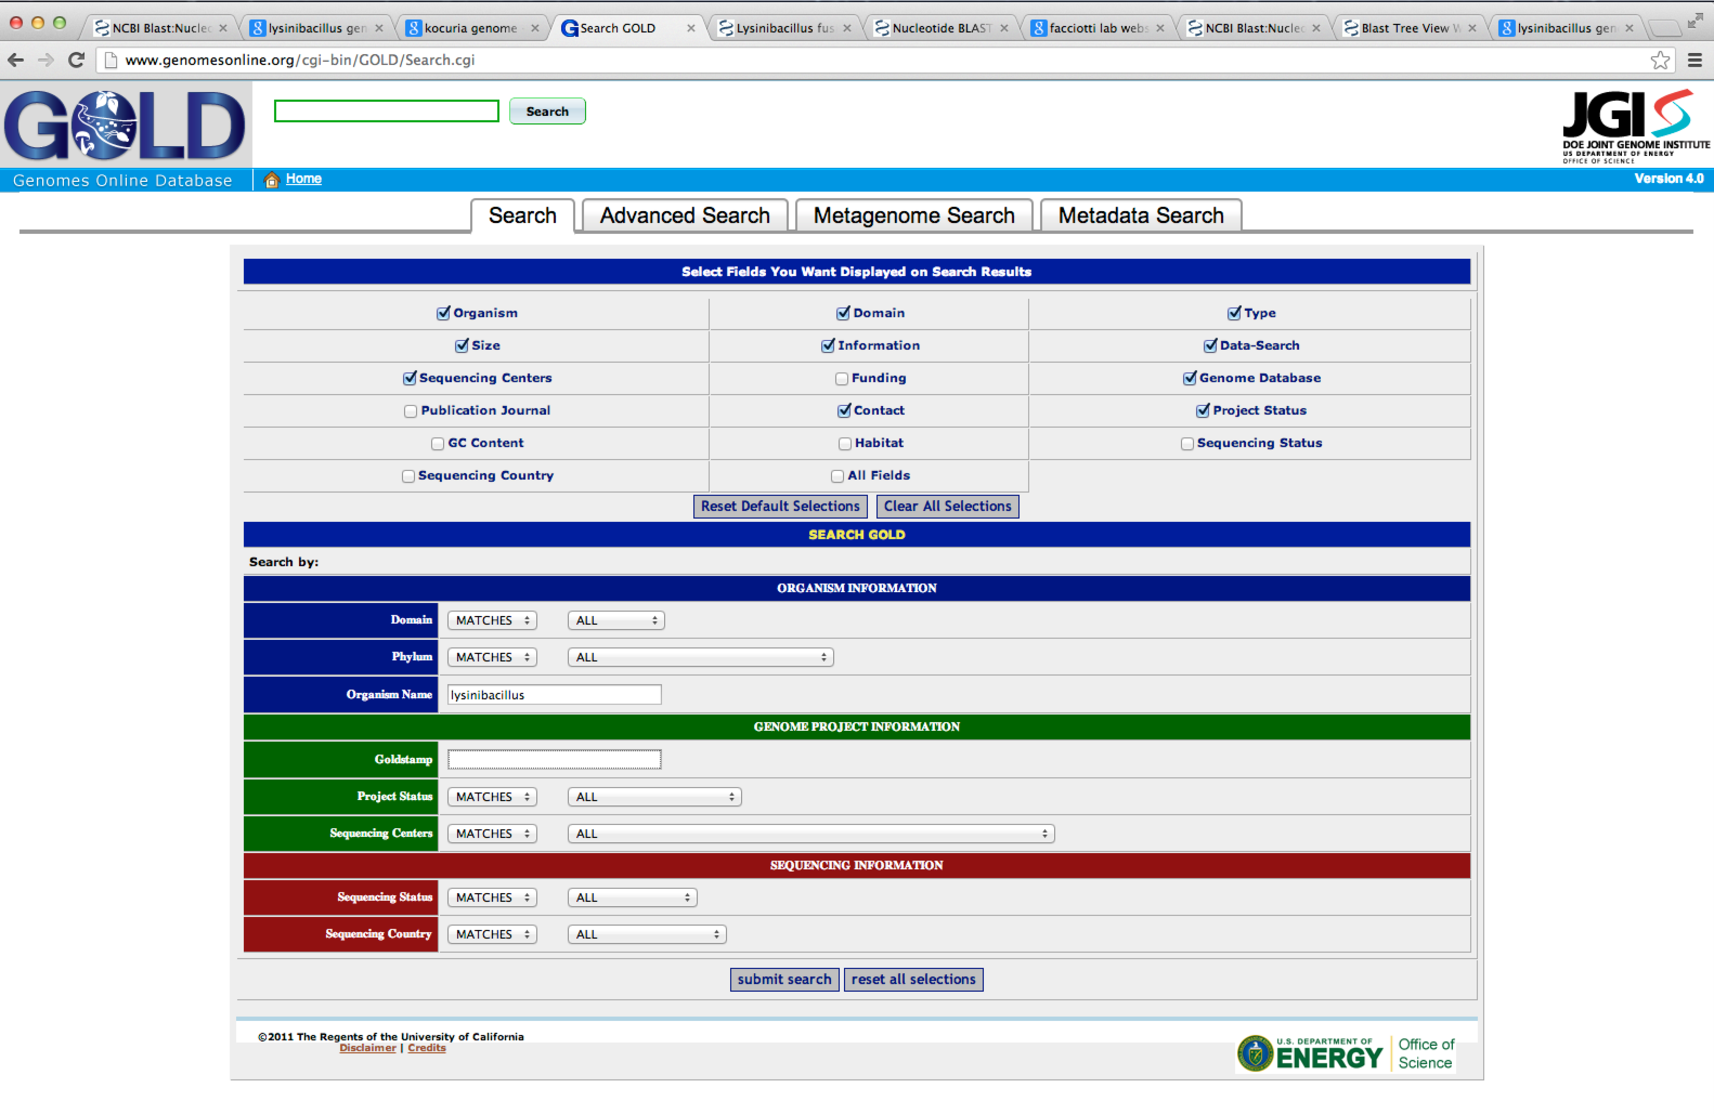 NCBI Blast:Nucle
lysinibacillus gen
kocuria genome
Search GOLD
Lysinibacillus fus
Nucleotide BLAST
facciotti lab webs
NCBI Blast:Nucle
Blast Tree View W
lysinibacillus gen
www.genomesonline.org/cgi-bin/GOLD/Search.cgi
GOLD
Search
JGI
DOE JOINT GENOME INSTITUTE
US DEPARTMENT OF ENERGY
OFFICE OF SCIENCE
Genomes Online Database
Home
Version 4.0
Search
Advanced Search
Metagenome Search
Metadata Search
Select Fields You Want Displayed on Search Results
Organism
Domain
Type
Size
Information
Data-Search
Sequencing Centers
Funding
Genome Database
Publication Journal
Contact
Project Status
GC Content
Habitat
Sequencing Status
Sequencing Country
All Fields
Reset Default Selections
Clear All Selections
SEARCH GOLD
Search by:
ORGANISM INFORMATION
Domain MATCHES ALL
Phylum MATCHES ALL
Organism Name lysinibacillus
GENOME PROJECT INFORMATION
Goldstamp
Project Status MATCHES ALL
Sequencing Centers MATCHES ALL
SEQUENCING INFORMATION
Sequencing Status MATCHES ALL
Sequencing Country MATCHES ALL
submit search
reset all selections
©2011 The Regents of the University of California
Disclaimer | Credits
U.S. DEPARTMENT OF
ENERGY
Office of
Science